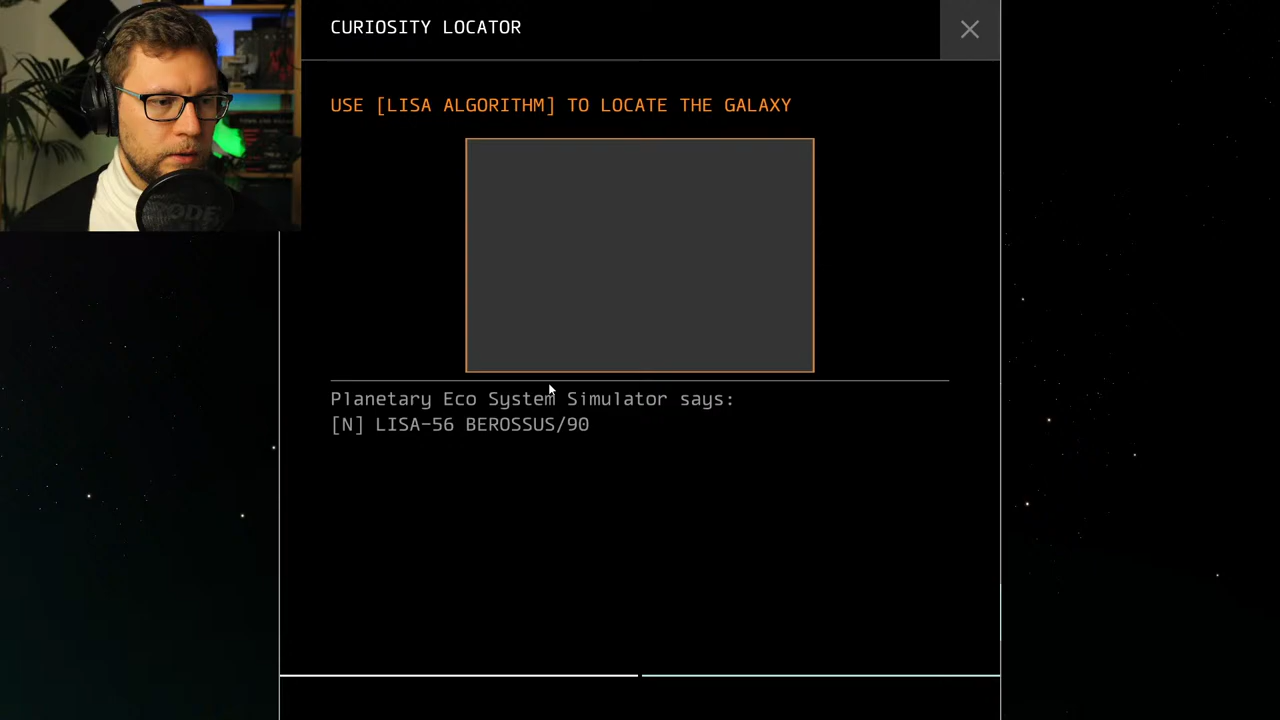 CURIOSITY LOCATOR
USE [LISA ALGORITHM] TO LOCATE THE GALAXY
Planetary Eco System Simulator says:
[N] LISA-56 BEROSSUS/90